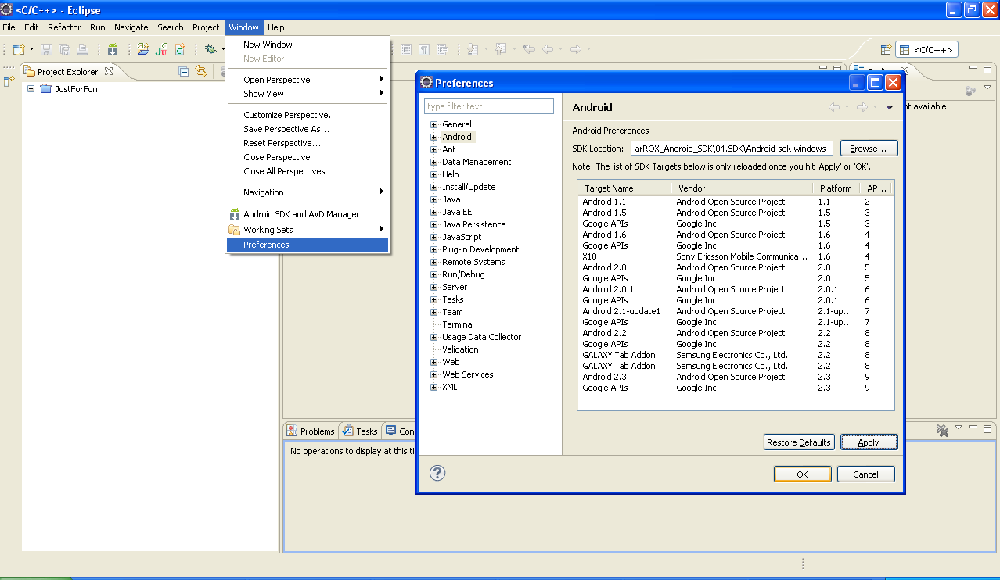 <C/C++> - Eclipse
File Edit Refactor Run Navigate Search Project Window Help
<C/C++>
Project Explorer
JustForFun
New Window
New Editor
Open Perspective
Show View
Customize Perspective...
Save Perspective As...
Reset Perspective...
Close Perspective
Close All Perspectives
Navigation
Android SDK and AVD Manager
Working Sets
Preferences
ot available.
Problems Tasks Cons
No operations to display at this tir
Preferences
type filter text
General
Android
Ant
Data Management
Help
Install/Update
Java
Java EE
Java Persistence
JavaScript
Plug-in Development
Remote Systems
Run/Debug
Server
Tasks
Team
Terminal
Usage Data Collector
Validation
Web
Web Services
XML
Android
Android Preferences
SDK Location: arROX_Android_SDK\04.SDK\Android-sdk-windows Browse...
Note: The list of SDK Targets below is only reloaded once you hit 'Apply' or 'OK'.
Target Name Vendor Platform AP...
Android 1.1 Android Open Source Project 1.1 2
Android 1.5 Android Open Source Project 1.5 3
Google APIs Google Inc. 1.5 3
Android 1.6 Android Open Source Project 1.6 4
Google APIs Google Inc. 1.6 4
X10 Sony Ericsson Mobile Communica... 1.6 4
Android 2.0 Android Open Source Project 2.0 5
Google APIs Google Inc. 2.0 5
Android 2.0.1 Android Open Source Project 2.0.1 6
Google APIs Google Inc. 2.0.1 6
Android 2.1-update1 Android Open Source Project 2.1-up... 7
Google APIs Google Inc. 2.1-up... 7
Android 2.2 Android Open Source Project 2.2 8
Google APIs Google Inc. 2.2 8
GALAXY Tab Addon Samsung Electronics Co., Ltd. 2.2 8
GALAXY Tab Addon Samsung Electronics Co., Ltd. 2.2 8
Android 2.3 Android Open Source Project 2.3 9
Google APIs Google Inc. 2.3 9
Restore Defaults Apply
OK Cancel